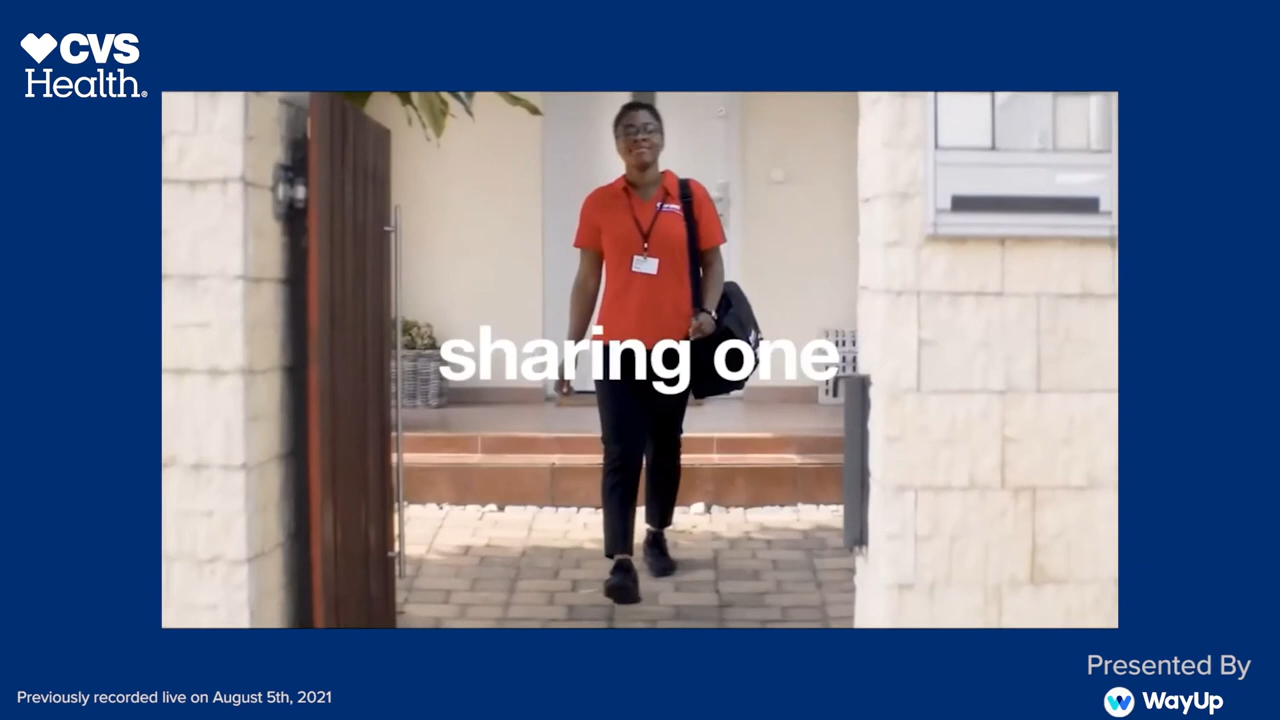 CVS
Health®
sharing one
Presented By
WayUp
Previously recorded live on August 5th, 2021